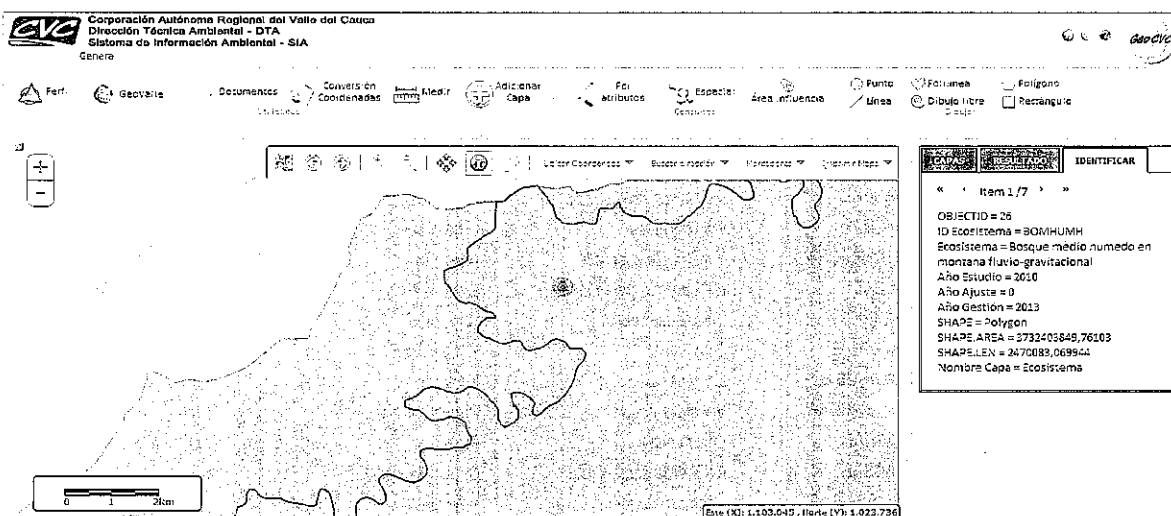 CVC
Corporación Autónoma Regional del Valle del Cauca
Dirección Técnica Ambiental - DTA
Sistema de Información Ambiental - SIA
Genera
GeoCVC
Perf.
GeoValle
Documentos
Conversión Coordenadas
Medir
Adicionar Capa
Por atributos
Espacial
Área Influencia
Punto
Polilínea
Polígono
Línea
Dibujo libre
Rectángulo
Dibujar
CAPAS
RESULTADO
IDENTIFICAR
« ‹ Item 1/7 › »
OBJECTID = 26
ID Ecosistema = BOMHUMH
Ecosistema = Bosque medio humedo en
montana fluvio-gravitacional
Año Estudio = 2010
Año Ajuste = 0
Año Gestión = 2013
SHAPE = Polygon
SHAPE.AREA = 3732403849,76103
SHAPE.LEN = 2470083,069944
Nombre Capa = Ecosistema
0 1 2km
Este (X): 1.103.045 , Norte (Y): 1.023.736